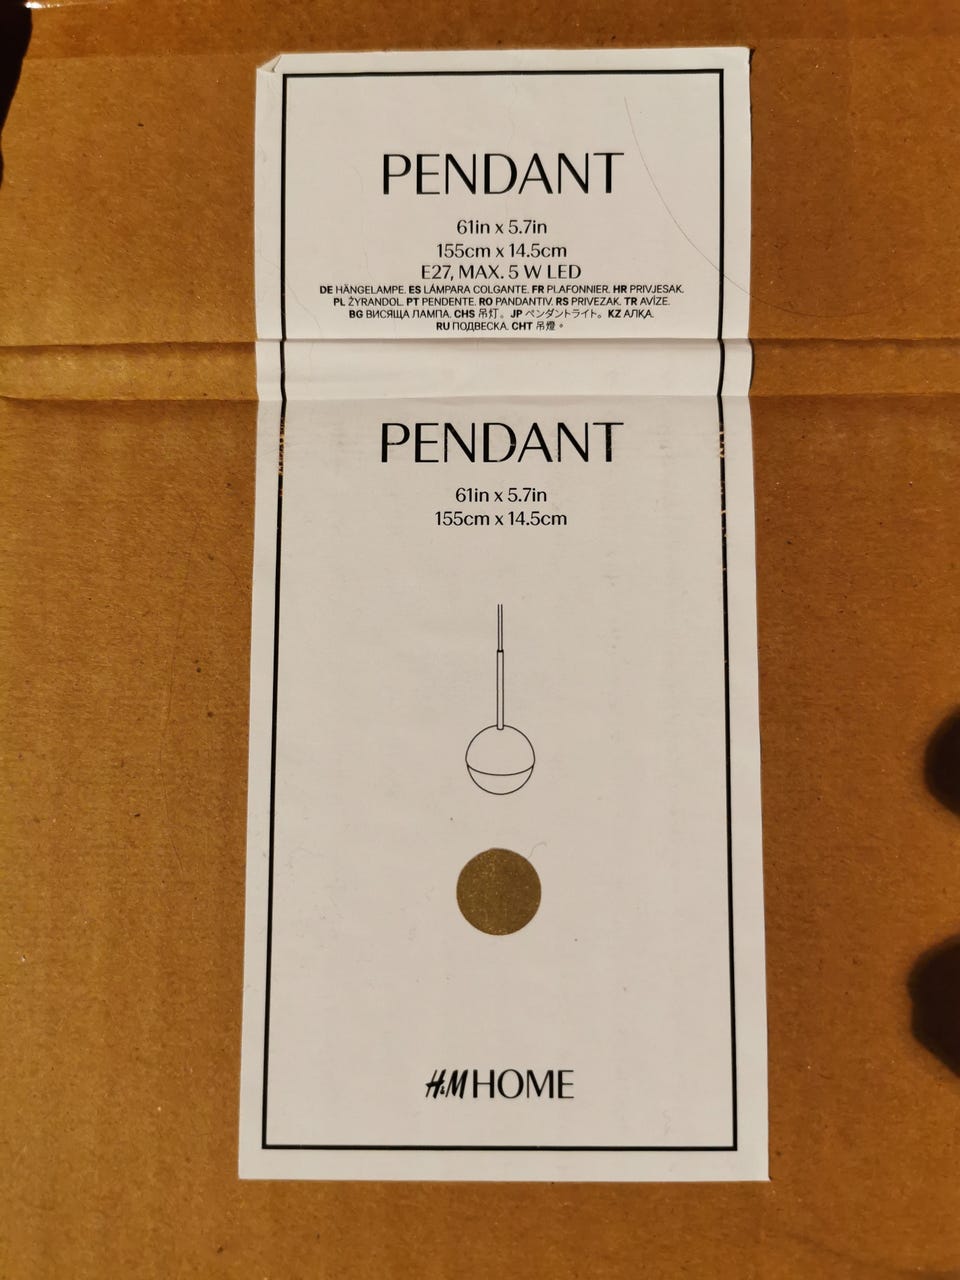 PENDANT
61in x 5.7in
155cm x 14.5cm
E27, MAX. 5 W LED
DE HÄNGELAMPE. ES LÁMPARA COLGANTE. FR PLAFONNIER. HR PRIVJESAK.
PL ŻYRANDOL. PT PENDENTE. RO PANDANTIV. RS PRIVEZAK. TR AVİZE.
BG ВИСЯЩА ЛАМПА. CHS 吊灯。 JP ペンダントライト。 KZ АЛҚА.
RU ПОДВЕСКА. CHT 吊燈。
PENDANT
61in x 5.7in
155cm x 14.5cm
H&M HOME